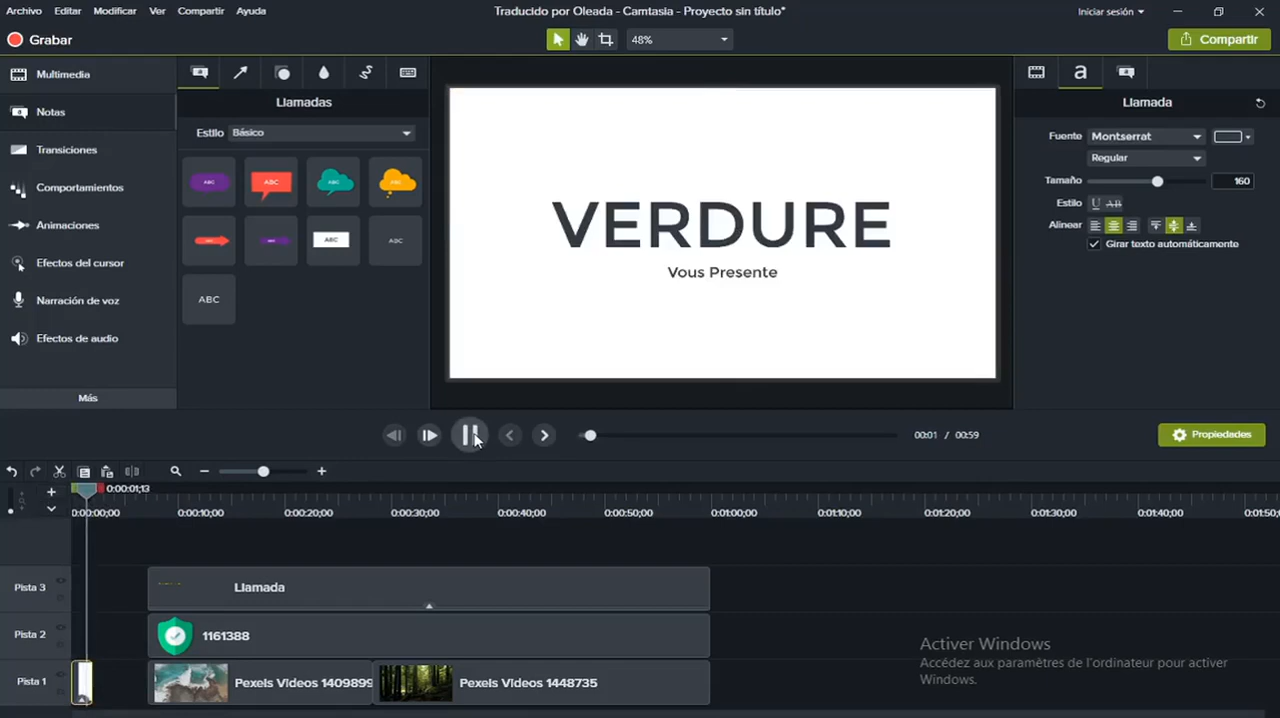 Archivo Editar Modificar Ver Compartir Ayuda
Traducido por Oleada - Camtasia - Proyecto sin título*
Iniciar sesión
Grabar
48%
Compartir
Multimedia
Notas
Transiciones
Comportamientos
Animaciones
Efectos del cursor
Narración de voz
Efectos de audio
Más
Llamadas
Estilo Básico
ABC ABC ABC ABC
ABC ABC ABC ABC
ABC
VERDURE
Vous Presente
a
Llamada
Fuente Montserrat
Regular
Tamaño 160
Estilo U AB
Alinear
Girar texto automáticamente
00:01 / 00:59
Propiedades
0:00:01;13
0:00:00;00 0:00:10;00 0:00:20;00 0:00:30;00 0:00:40;00 0:00:50;00 0:01:00;00 0:01:10;00 0:01:20;00 0:01:30;00 0:01:40;00 0:01:50;
Pista 3 Llamada
Pista 2 1161388
Pista 1 Pexels Videos 1409899 Pexels Videos 1448735
Activer Windows
Accédez aux paramètres de l'ordinateur pour activer
Windows.